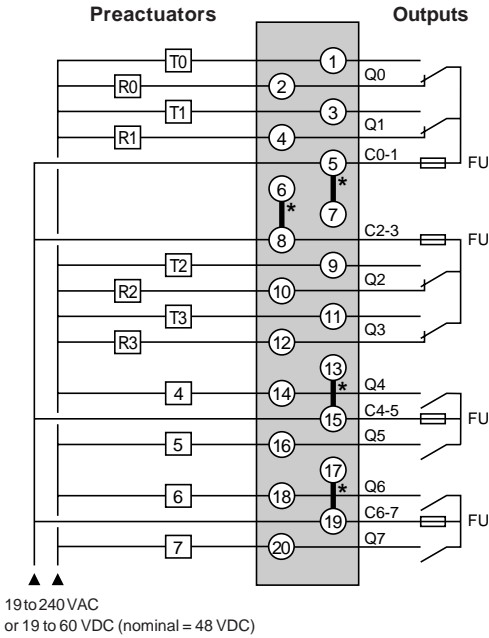 Preactuators Outputs
T0 1
R0 2 Q0
T1 3
R1 4 Q1
5 C0-1 FU
6 *
* 7
8 C2-3 FU
T2 9
R2 10 Q2
T3 11
R3 12 Q3
13
4 14 * Q4
15 C4-5 FU
5 16 Q5
17
6 18 * Q6
19 C6-7 FU
7 20 Q7
19 to 240 VAC
or 19 to 60 VDC (nominal = 48 VDC)